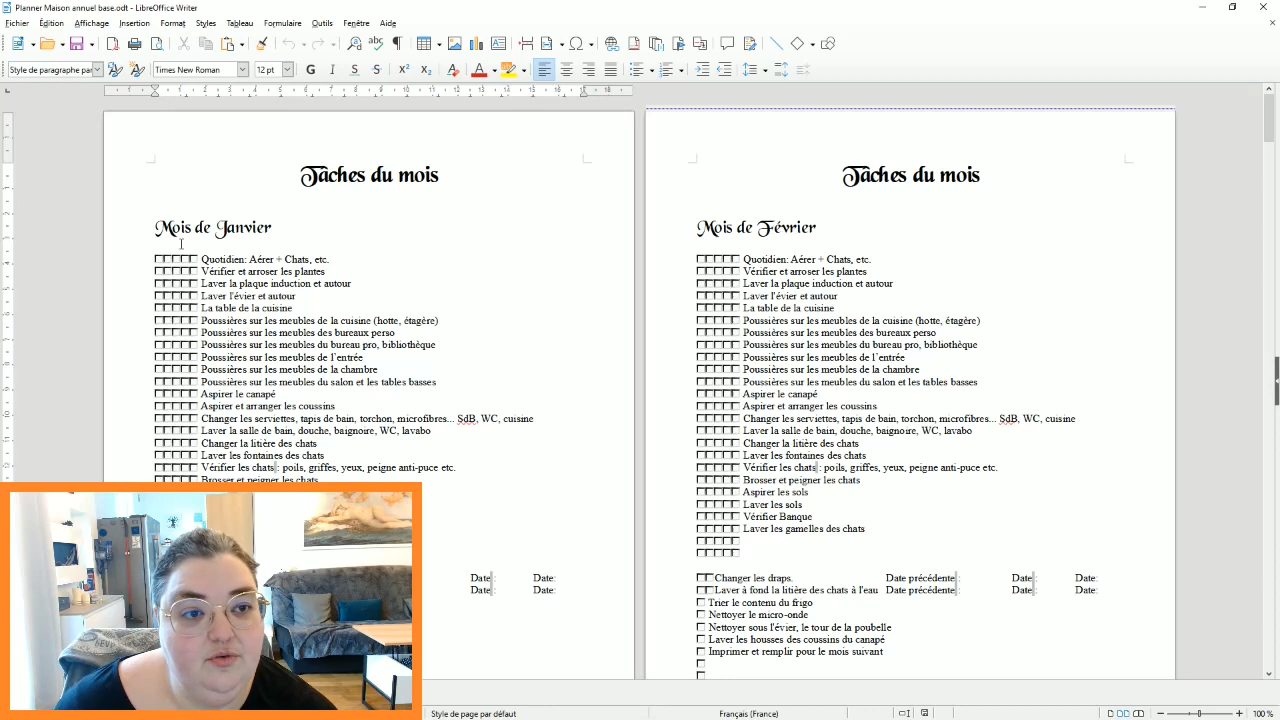 Planner Maison annuel base.odt - LibreOffice Writer
Fichier Édition Affichage Insertion Format Styles Tableau Formulaire Outils Fenêtre Aide
Style de paragraphe par Times New Roman 12 pt
Tâches du mois
Mois de Janvier
Quotidien: Aérer + Chats, etc.
Vérifier et arroser les plantes
Laver la plaque induction et autour
Laver l'évier et autour
La table de la cuisine
Poussières sur les meubles de la cuisine (hotte, étagère)
Poussières sur les meubles des bureaux perso
Poussières sur les meubles du bureau pro, bibliothèque
Poussières sur les meubles de l'entrée
Poussières sur les meubles de la chambre
Poussières sur les meubles du salon et les tables basses
Aspirer le canapé
Aspirer et arranger les coussins
Changer les serviettes, tapis de bain, torchon, microfibres... SdB, WC, cuisine
Laver la salle de bain, douche, baignoire, WC, lavabo
Changer la litière des chats
Laver les fontaines des chats
Vérifier les chats : poils, griffes, yeux, peigne anti-puce etc.
Brosser et peigner les chats
Date : Date:
Date : Date:
Tâches du mois
Mois de Février
Quotidien: Aérer + Chats, etc.
Vérifier et arroser les plantes
Laver la plaque induction et autour
Laver l'évier et autour
La table de la cuisine
Poussières sur les meubles de la cuisine (hotte, étagère)
Poussières sur les meubles des bureaux perso
Poussières sur les meubles du bureau pro, bibliothèque
Poussières sur les meubles de l'entrée
Poussières sur les meubles de la chambre
Poussières sur les meubles du salon et les tables basses
Aspirer le canapé
Aspirer et arranger les coussins
Changer les serviettes, tapis de bain, torchon, microfibres... SdB, WC, cuisine
Laver la salle de bain, douche, baignoire, WC, lavabo
Changer la litière des chats
Laver les fontaines des chats
Vérifier les chats : poils, griffes, yeux, peigne anti-puce etc.
Brosser et peigner les chats
Aspirer les sols
Laver les sols
Vérifier Banque
Laver les gamelles des chats
Changer les draps. Date précédente : Date : Date:
Laver à fond la litière des chats à l'eau Date précédente : Date : Date:
Trier le contenu du frigo
Nettoyer le micro-onde
Nettoyer sous l'évier, le tour de la poubelle
Laver les housses des coussins du canapé
Imprimer et remplir pour le mois suivant
Style de page par défaut Français (France) 100 %